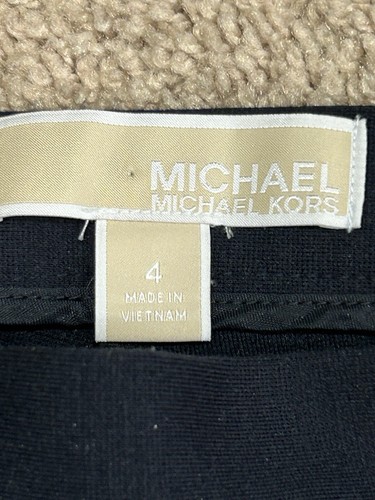 MICHAEL
MICHAEL KORS
4
MADE IN
VIETNAM